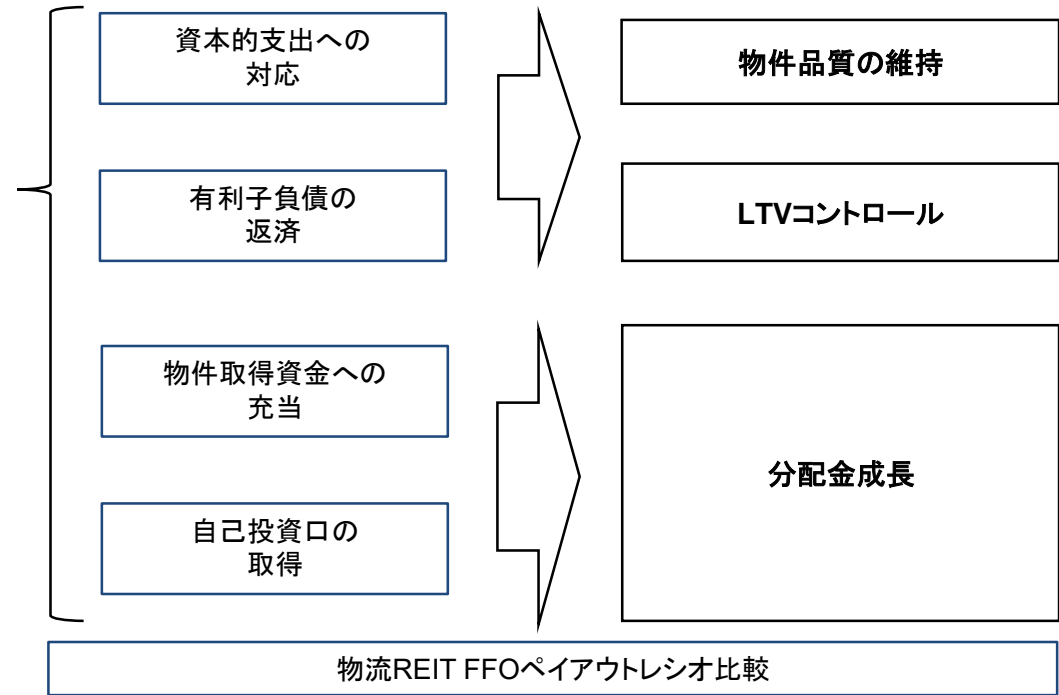 資本的支出への
対応
物件品質の維持
有利子負債の
返済
LTVコントロール
物件取得資金への
充当
分配金成長
自己投資口の
取得
物流REIT FFOペイアウトレシオ比較